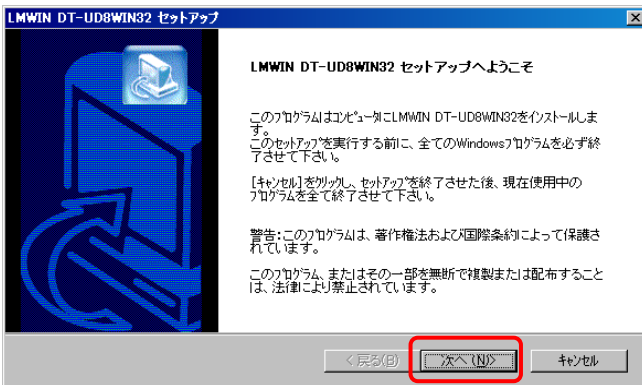 LMWIN DT-UD8WIN32 セットアップ
LMWIN DT-UD8WIN32 セットアップへようこそ
このプログラムはコンピュータにLMWIN DT-UD8WIN32をインストールしま
す。
このセットアップを実行する前に、全てのWindowsプログラムを必ず終
了させて下さい。
[キャンセル]をクリックし、セットアップを終了させた後、現在使用中の
プログラムを全て終了させて下さい。
警告:このプログラムは、著作権法および国際条約によって保護さ
れています。
このプログラム、またはその一部を無断で複製または配布すること
は、法律により禁止されています。
< 戻る(B) 次へ (N)> キャンセル